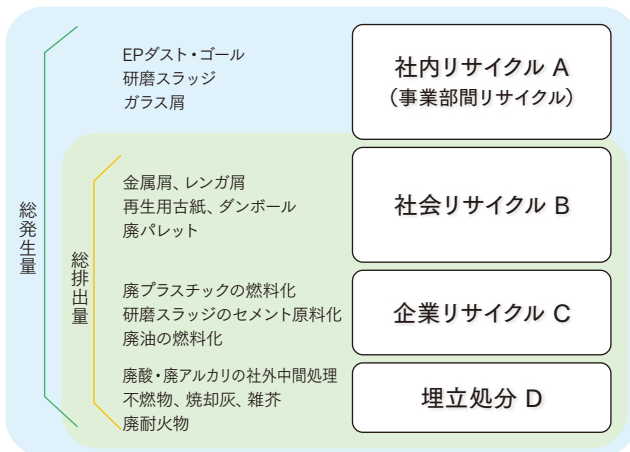 総発生量
EPダスト・ゴール
研磨スラッジ
ガラス屑
社内リサイクル A
（事業部間リサイクル）
総排出量
金属屑、レンガ屑
再生用古紙、ダンボール
廃パレット
社会リサイクル B
廃プラスチックの燃料化
研磨スラッジのセメント原料化
廃油の燃料化
企業リサイクル C
廃酸・廃アルカリの社外中間処理
不燃物、焼却灰、雑芥
廃耐火物
埋立処分 D